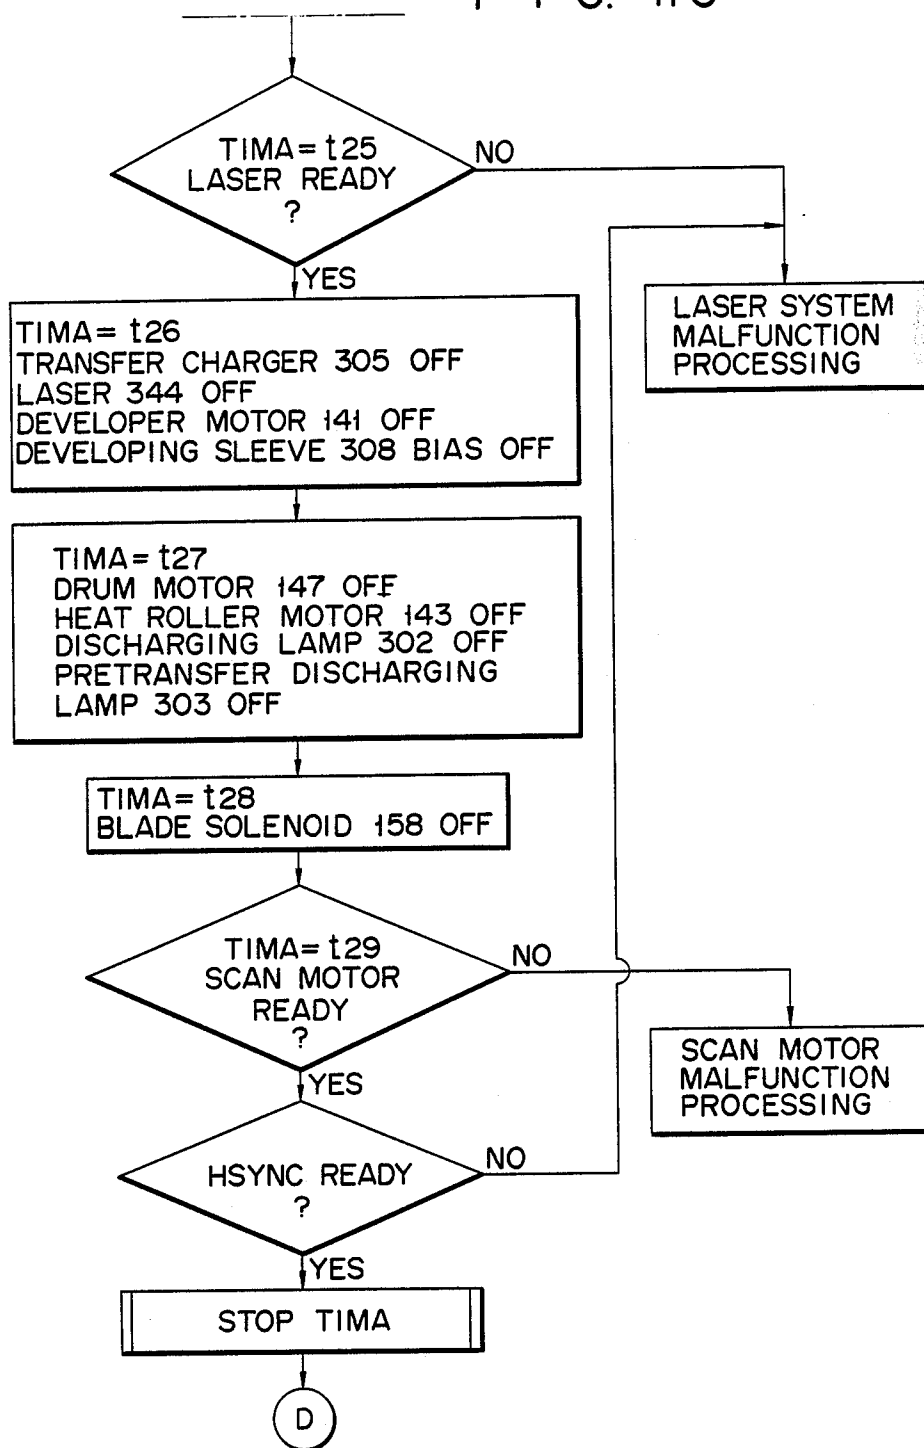 TIMA=t25
LASER READY
?
NO
YES
LASER SYSTEM
MALFUNCTION
PROCESSING
TIMA=t26
TRANSFER CHARGER 305 OFF
LASER 344 OFF
DEVELOPER MOTOR 141 OFF
DEVELOPING SLEEVE 308 BIAS OFF
TIMA=t27
DRUM MOTOR 147 OFF
HEAT ROLLER MOTOR 143 OFF
DISCHARGING LAMP 302 OFF
PRETRANSFER DISCHARGING
LAMP 303 OFF
TIMA=t28
BLADE SOLENOID 158 OFF
TIMA=t29
SCAN MOTOR
READY
?
NO
YES
SCAN MOTOR
MALFUNCTION
PROCESSING
HSYNC READY
?
NO
YES
STOP TIMA
D